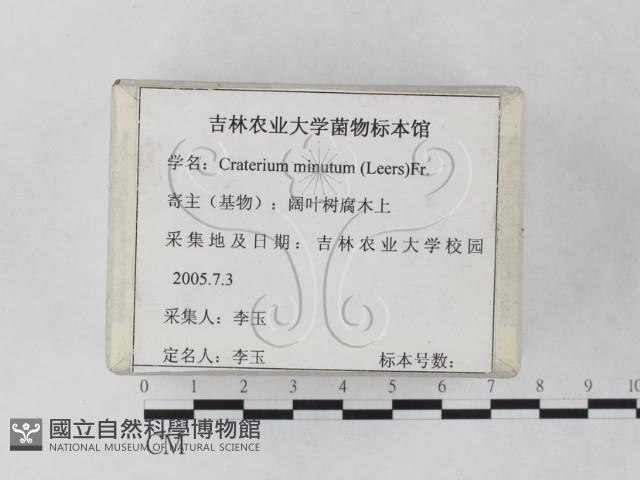 吉林农业大学菌物标本馆
学名：Craterium minutum (Leers)Fr.
寄主（基物）：阔叶树腐木上
采集地及日期：吉林农业大学校园
2005.7.3
采集人：李玉
定名人：李玉
标本号数：
0 1 2 3 4 5 6 7 8 9 10
CM
國立自然科學博物館
NATIONAL MUSEUM OF NATURAL SCIENCE